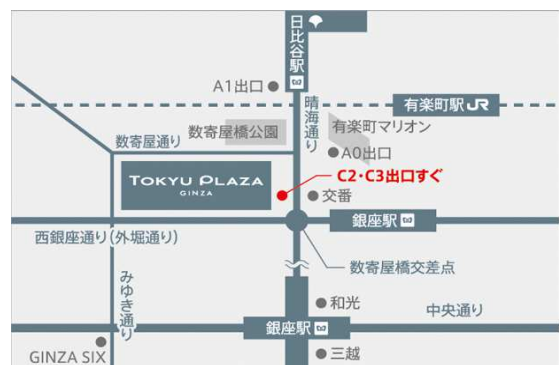 日比谷駅
A1出口
晴海通り
有楽町駅JR
数寄屋橋公園
有楽町マリオン
数寄屋通り
A0出口
C2・C3出口すぐ
TOKYU PLAZA
GINZA
交番
銀座駅
西銀座通り(外堀通り)
数寄屋橋交差点
みゆき通り
和光
中央通り
銀座駅
三越
GINZA SIX